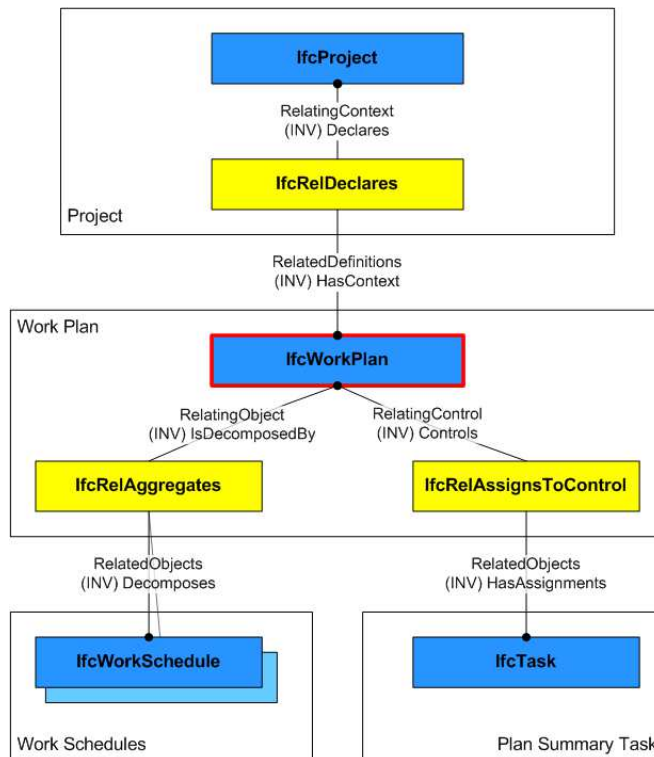 IfcProject
RelatingContext
(INV) Declares
IfcRelDeclares
Project
RelatedDefinitions
(INV) HasContext
Work Plan
IfcWorkPlan
RelatingObject
(INV) IsDecomposedBy
RelatingControl
(INV) Controls
IfcRelAggregates
IfcRelAssignsToControl
RelatedObjects
(INV) Decomposes
RelatedObjects
(INV) HasAssignments
IfcWorkSchedule
IfcTask
Work Schedules
Plan Summary Task